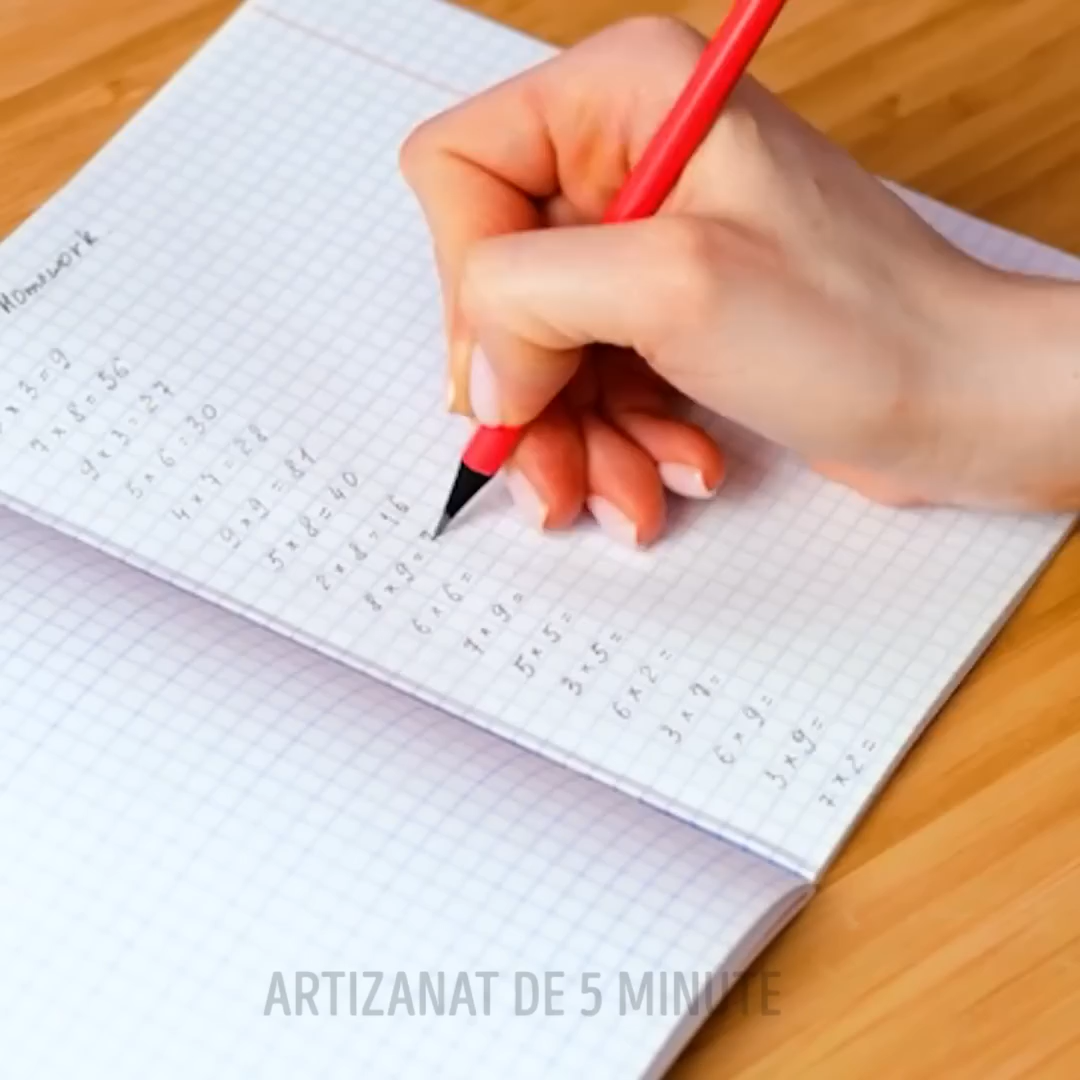 Homework
x 3 = 9
7 x 8 = 56
9 x 3 = 27
5 x 6 = 30
4 x 7 = 28
9 x 9 = 81
5 x 8 = 40
2 x 8 = 16
8 x 9 =
6 x 6 =
7 x 9 =
5 x 5 =
3 x 5 =
6 x 2 =
3 x 7 =
6 x 9 =
3 x 9 =
7 x 2 =
ARTIZANAT DE 5 MINUTE